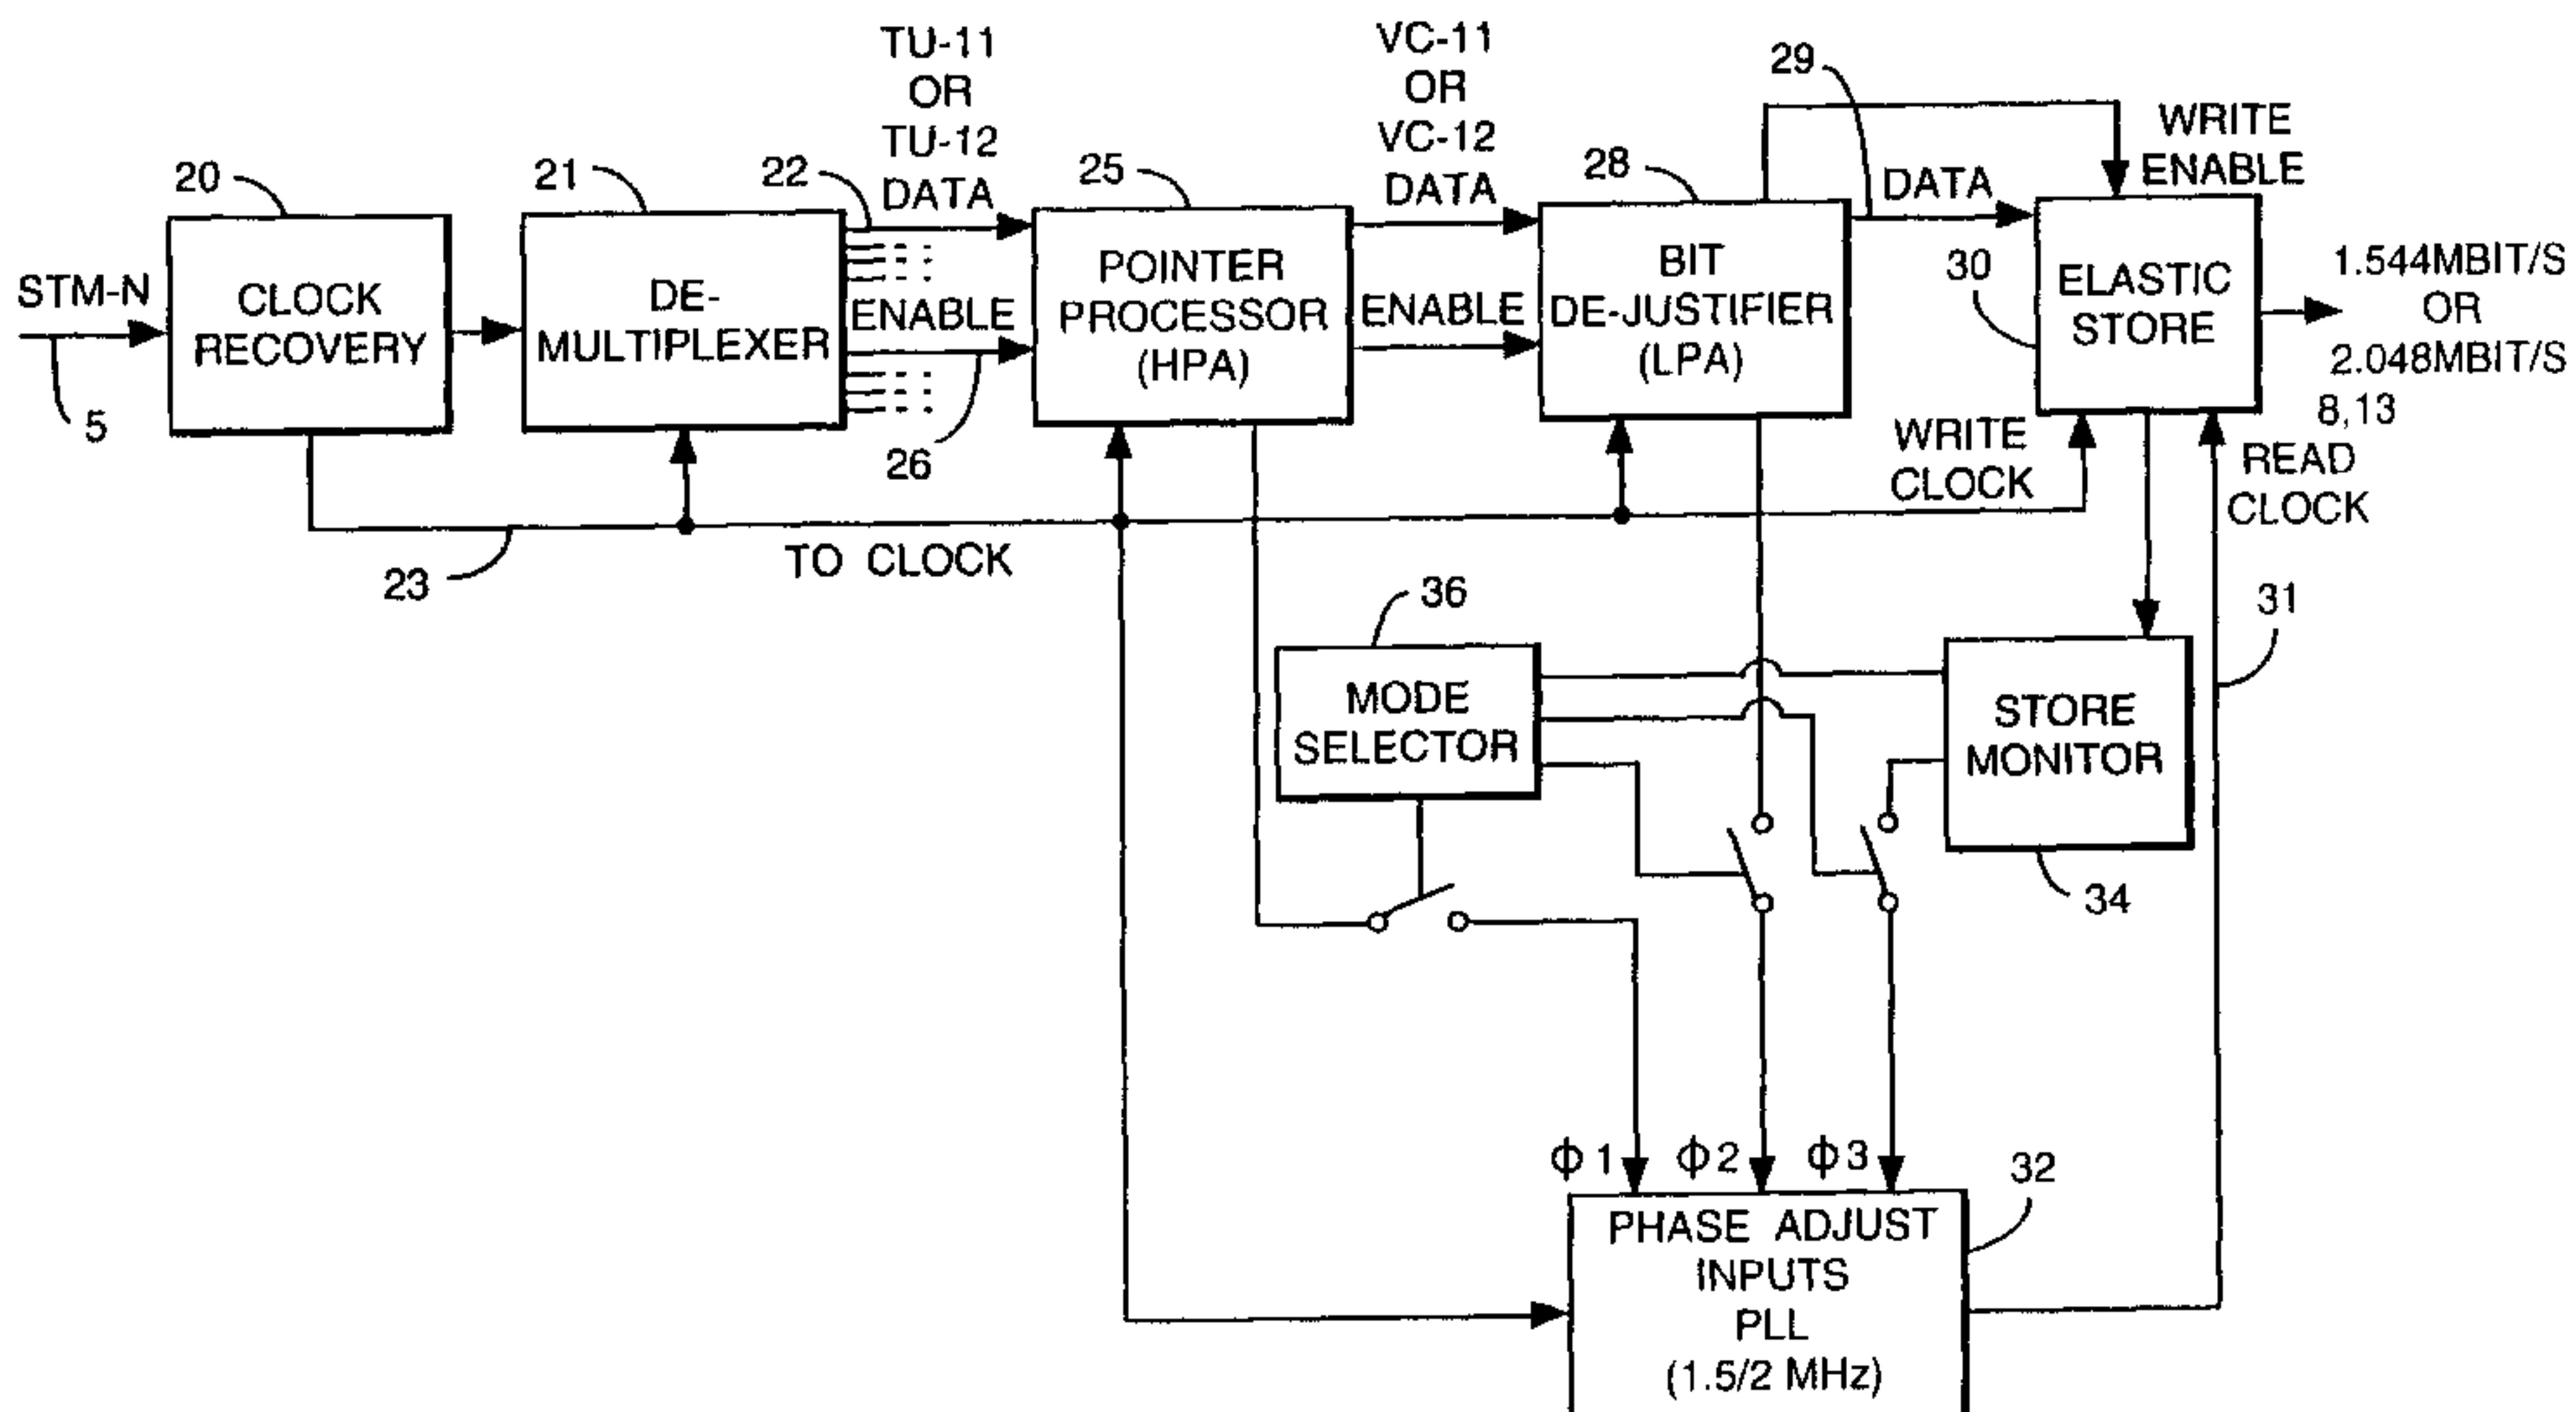 TU-11
OR
TU-12
DATA
VC-11
OR
VC-12
DATA
29
WRITE
ENABLE
20
21
22
25
28
DATA
STM-N
5
CLOCK
RECOVERY
DE-
MULTIPLEXER
ENABLE
26
POINTER
PROCESSOR
(HPA)
ENABLE
BIT
DE-JUSTIFIER
(LPA)
30
ELASTIC
STORE
1.544MBIT/S
OR
2.048MBIT/S
8,13
WRITE
CLOCK
READ
CLOCK
23
TO CLOCK
36
31
MODE
SELECTOR
STORE
MONITOR
34
ϕ1
ϕ2
ϕ3
32
PHASE ADJUST
INPUTS
PLL
(1.5/2 MHz)